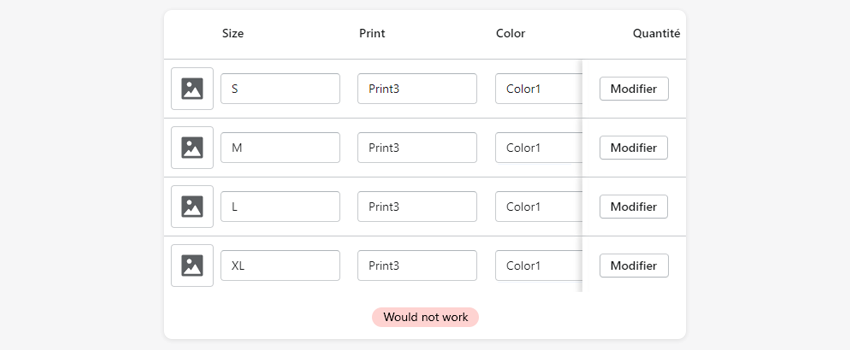 Size Print Color Quantité
S Print3 Color1 Modifier
M Print3 Color1 Modifier
L Print3 Color1 Modifier
XL Print3 Color1 Modifier
Would not work